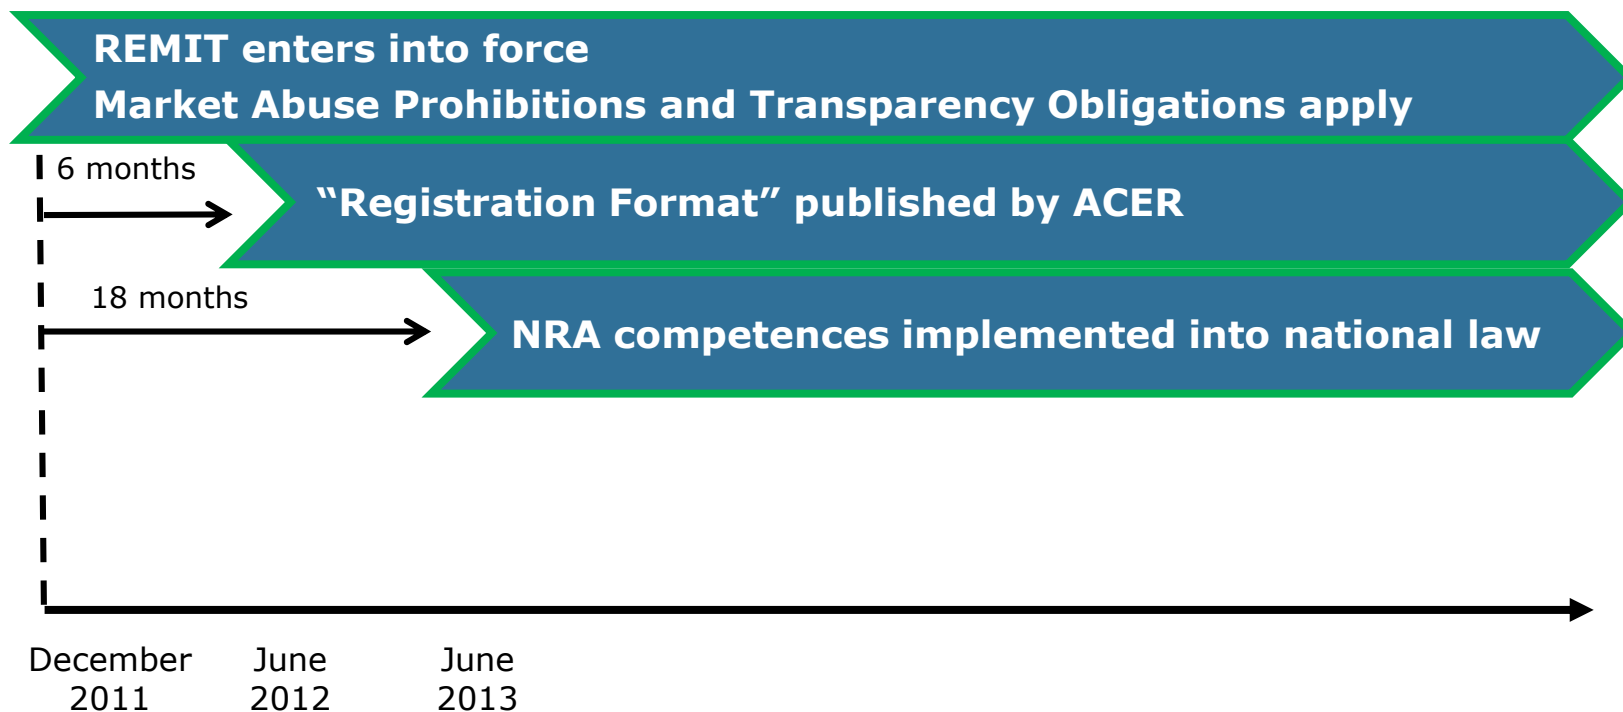 REMIT enters into force
Market Abuse Prohibitions and Transparency Obligations apply
6 months
“Registration Format” published by ACER
18 months
NRA competences implemented into national law
December
2011
June
2012
June
2013